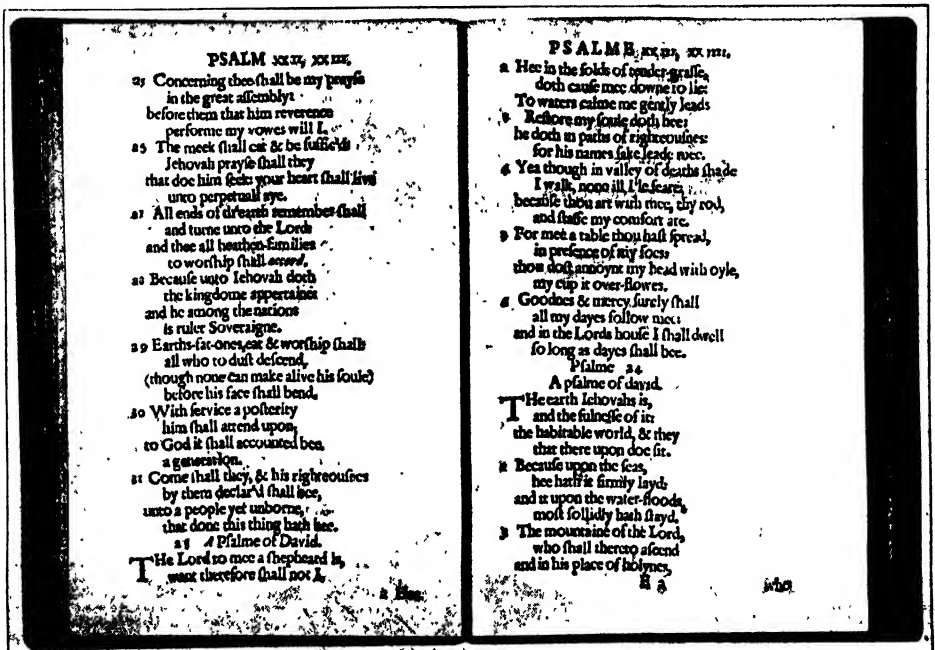 PSALM xxII, xxIII.
25 Concerning thee ſhall be my prayſe
in the great aſſembly:
before them that him reverence
performe my vowes will I.
25 The meek ſhall eat & be ſuffic'd:
Jehovah prayſe ſhall they
that doe him ſeek: your heart ſhall live
unto perpetuall aye.
27 All ends of th'earth remember ſhall
and turne unto the Lord:
and thee all heathen-families
to worſhip ſhall accord.
28 Becauſe unto Iehovah doth
the kingdome appertaine:
and he among the nations
is ruler Soveraigne.
29 Earths-fat-ones, eat & worſhip ſhall:
all who to duſt deſcend,
(though none can make alive his ſoule)
before his face ſhall bend.
30 With ſervice a poſterity
him ſhall attend upon;
to God it ſhall accounted bee
a generation.
31 Come ſhall they, & his righteouſnes
by them declar'd ſhall bee,
unto a people yet unborne,
that done this thing hath hee.
23 A Pſalme of David.
THe Lord to mee a ſhepheard is,
want therefore ſhall not I.
2 Hee
PSALME xxIII, xxIIII.
2 Hee in the folds of tender-graſſe,
doth cauſe mee downe to lie:
To waters calme me gently leads
3 Reſtore my ſoule doth hee:
he doth in paths of righteouſnes:
for his names ſake leade mee.
4 Yea though in valley of deaths ſhade
I walk, none ill I'le feare:
becauſe thou art with mee, thy rod,
and ſtaffe my comfort are.
5 For mee a table thou haſt ſpread,
in preſence of my foes:
thou doſt annoynt my head with oyle,
my cup it over-flowes.
6 Goodnes & mercy ſurely ſhall
all my dayes follow mee:
and in the Lords houſe I ſhall dwell
ſo long as dayes ſhall bee.
Pſalme 24
A pſalme of david.
THe earth Iehovahs is,
and the fulneſſe of it:
the habitable world, & they
that there upon doe ſit.
2 Becauſe upon the ſeas,
hee hath it firmly layd:
and it upon the water-floods,
moſt ſollidly hath ſtayd.
3 The mountaine of the Lord,
who ſhall thereto aſcend
and in his place of holynes,
E 3 who